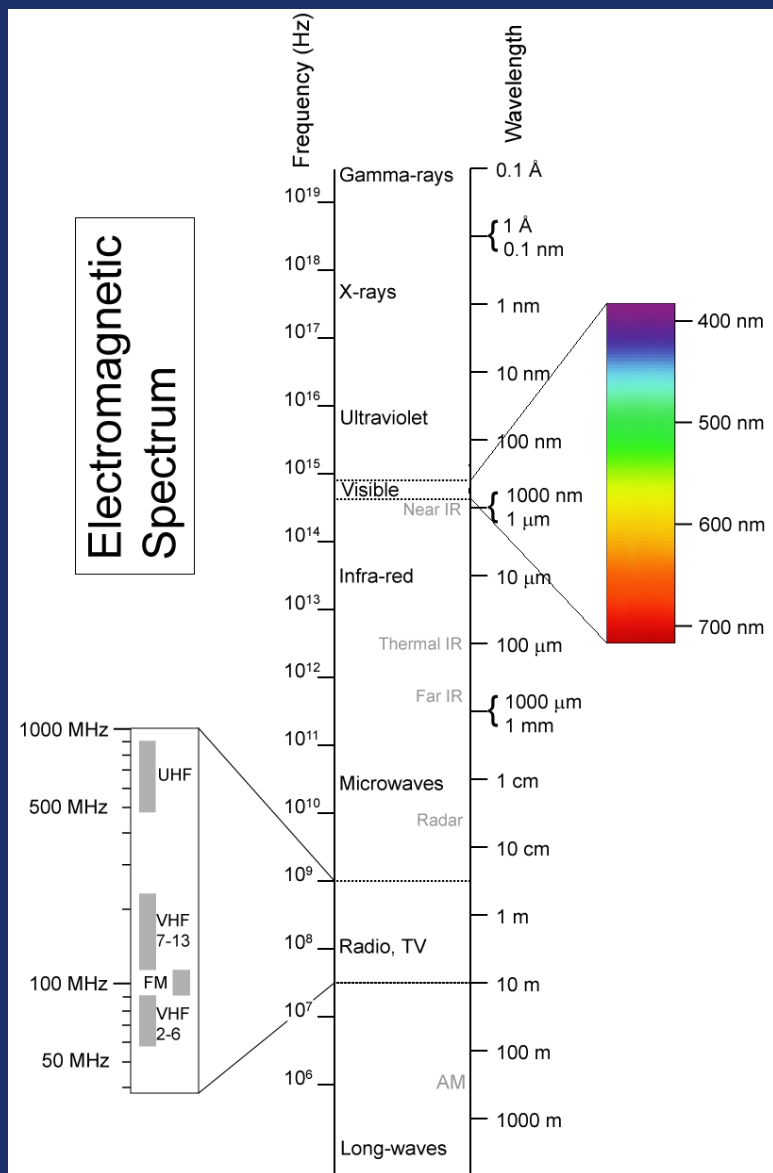 Electromagnetic
Spectrum
Frequency (Hz)
Wavelength
Gamma-rays
X-rays
Ultraviolet
Visible
Near IR
Infra-red
Thermal IR
Far IR
Microwaves
Radar
Radio, TV
AM
Long-waves
10¹⁹
10¹⁸
10¹⁷
10¹⁶
10¹⁵
10¹⁴
10¹³
10¹²
10¹¹
10¹⁰
10⁹
10⁸
10⁷
10⁶
0.1 Å
1 Å
0.1 nm
1 nm
10 nm
100 nm
1000 nm
1 μm
10 μm
100 μm
1000 μm
1 mm
1 cm
10 cm
1 m
10 m
100 m
1000 m
400 nm
500 nm
600 nm
700 nm
1000 MHz
500 MHz
100 MHz
50 MHz
UHF
VHF
7-13
FM
VHF
2-6